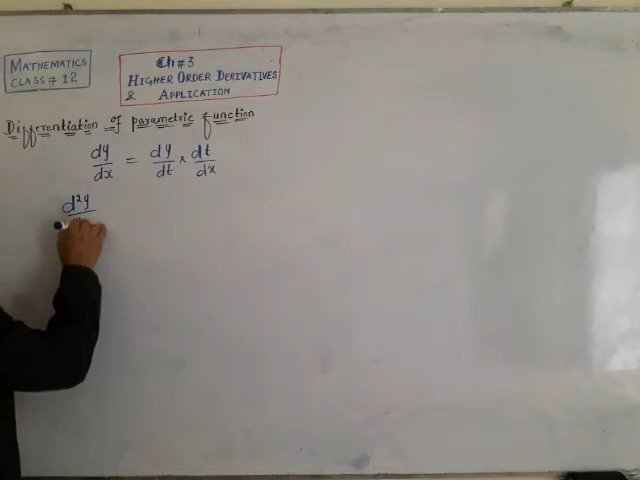 MATHEMATICS
CLASS # 12
Ch # 3
HIGHER ORDER DERIVATIVES
& APPLICATION
Differentiation of parametric function
dy/dx = dy/dt × dt/dx
d²y